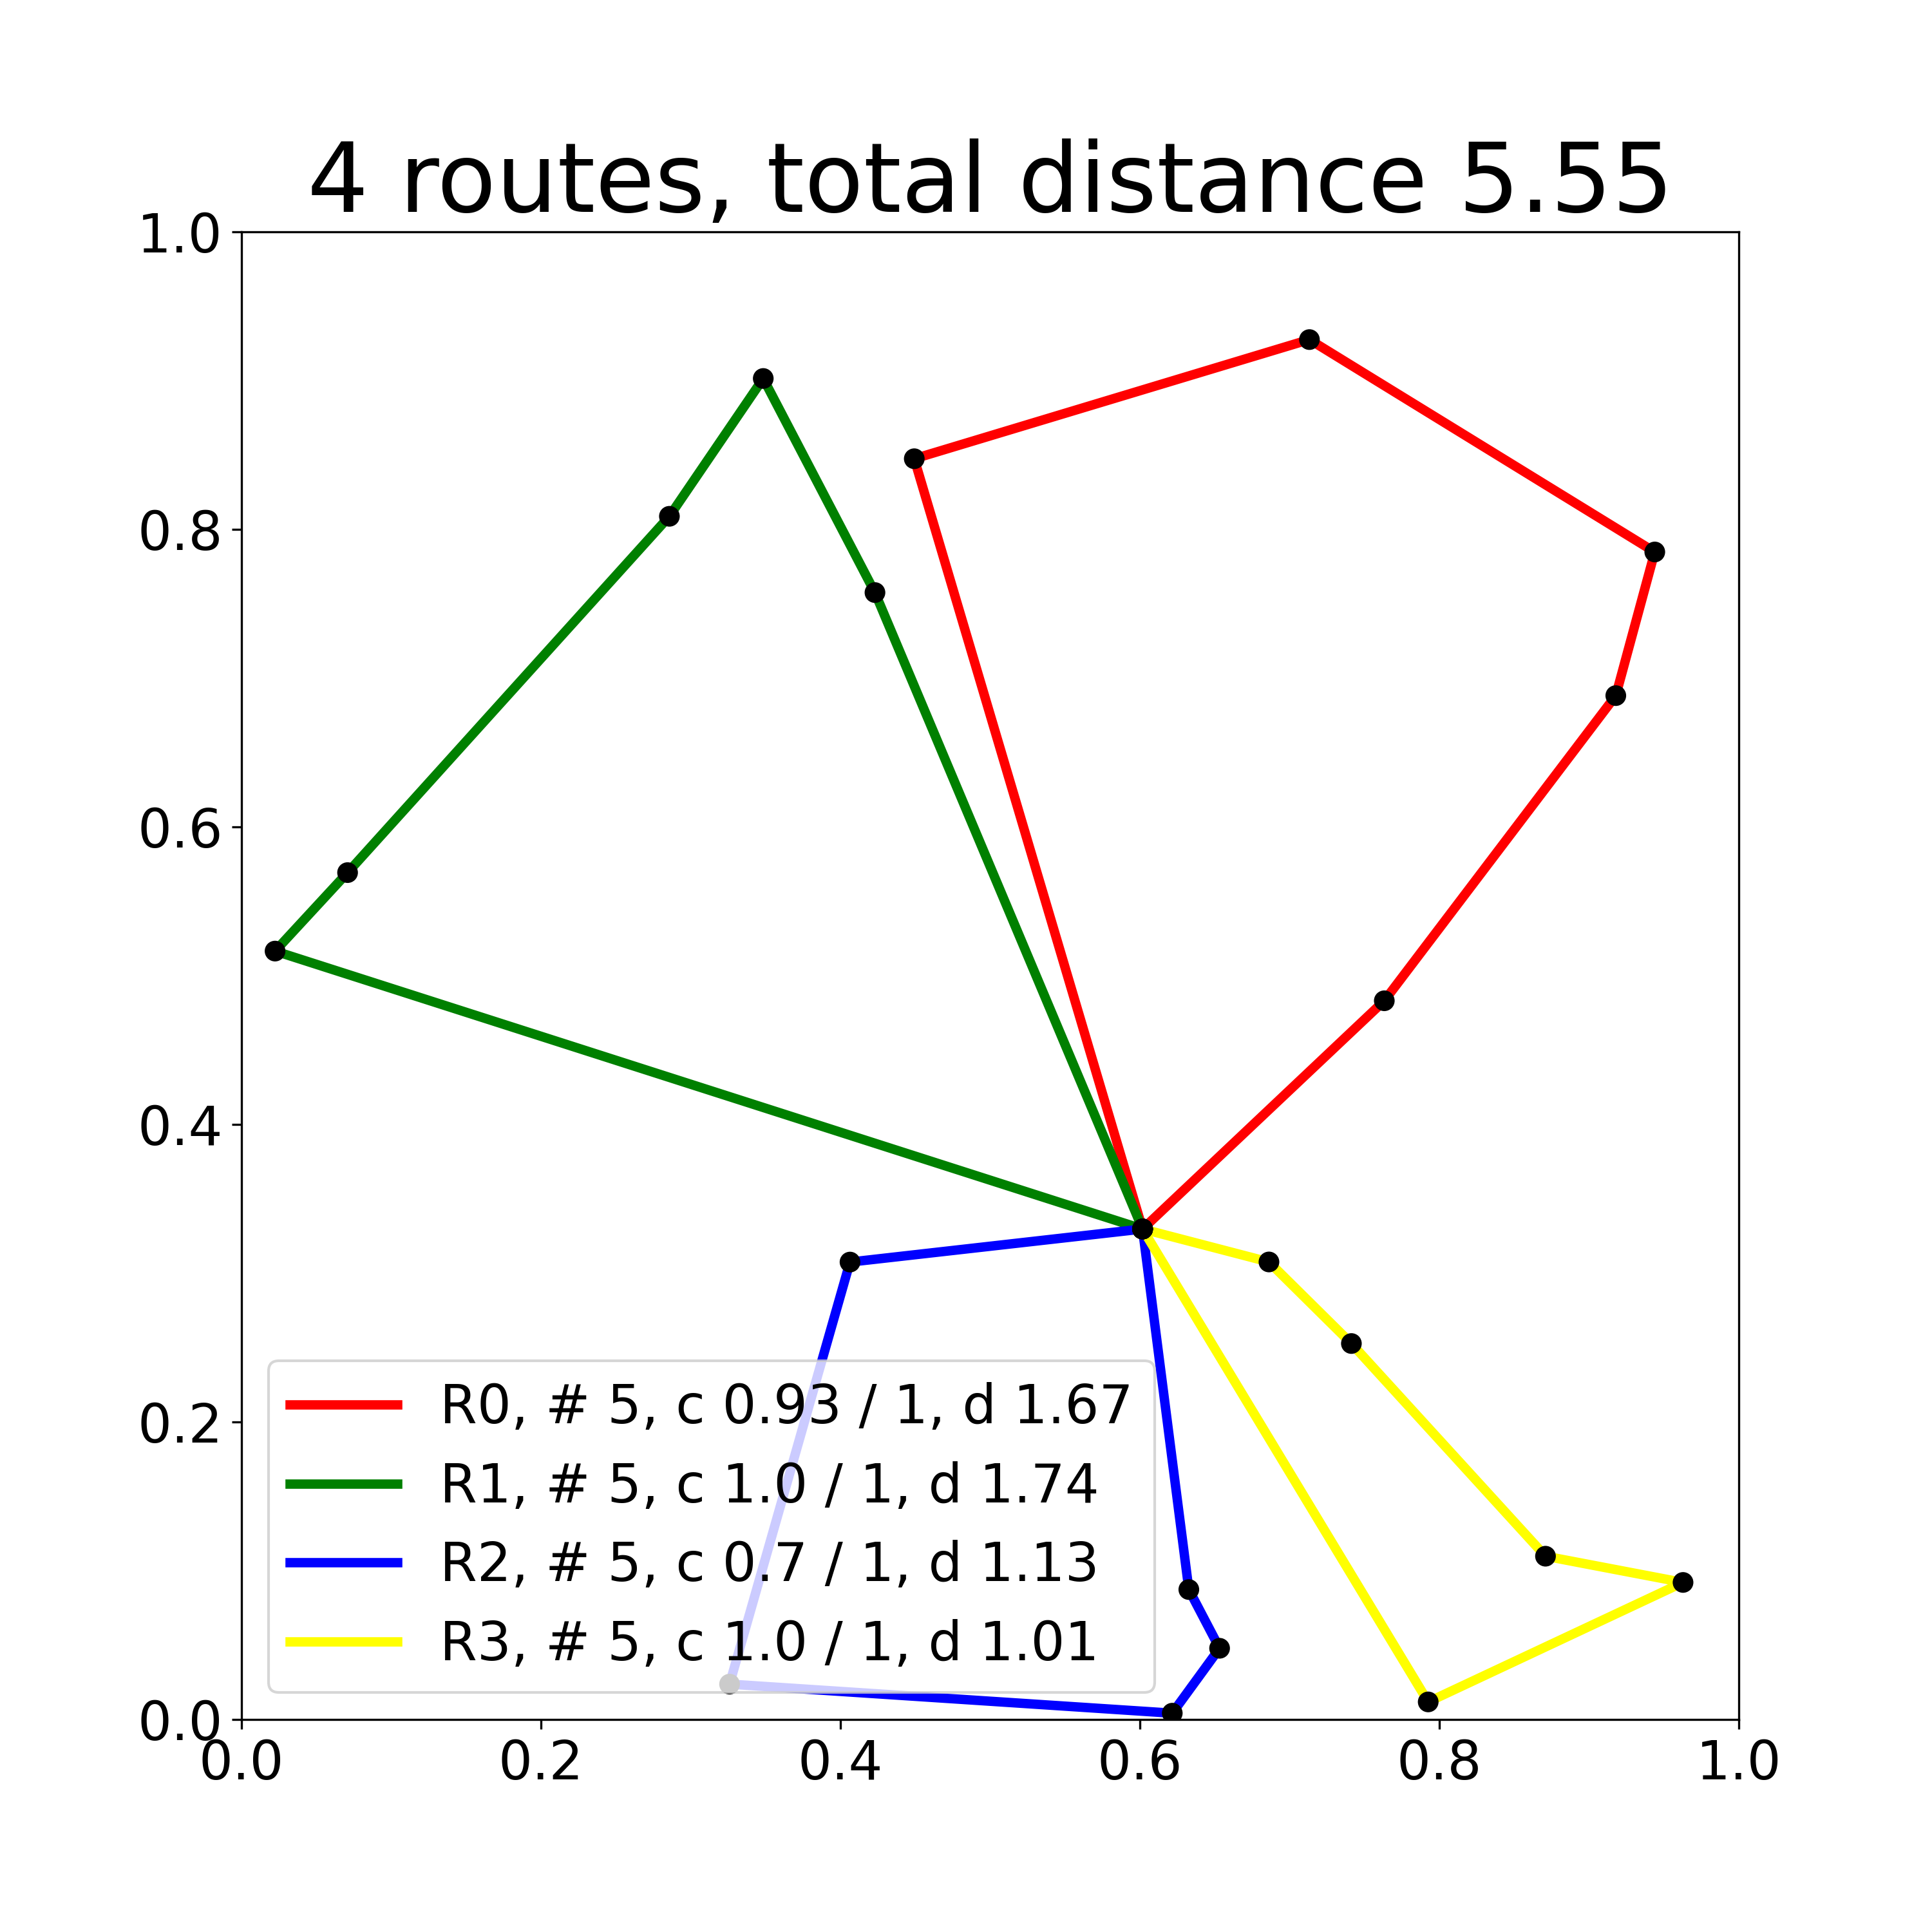 4 routes, total distance 5.55
1.0
0.8
0.6
0.4
0.2
0.0
R0, # 5, c 0.93 / 1, d 1.67
R1, # 5, c 1.0 / 1, d 1.74
R2, # 5, c 0.7 / 1, d 1.13
R3, # 5, c 1.0 / 1, d 1.01
0.0 0.2 0.4 0.6 0.8 1.0